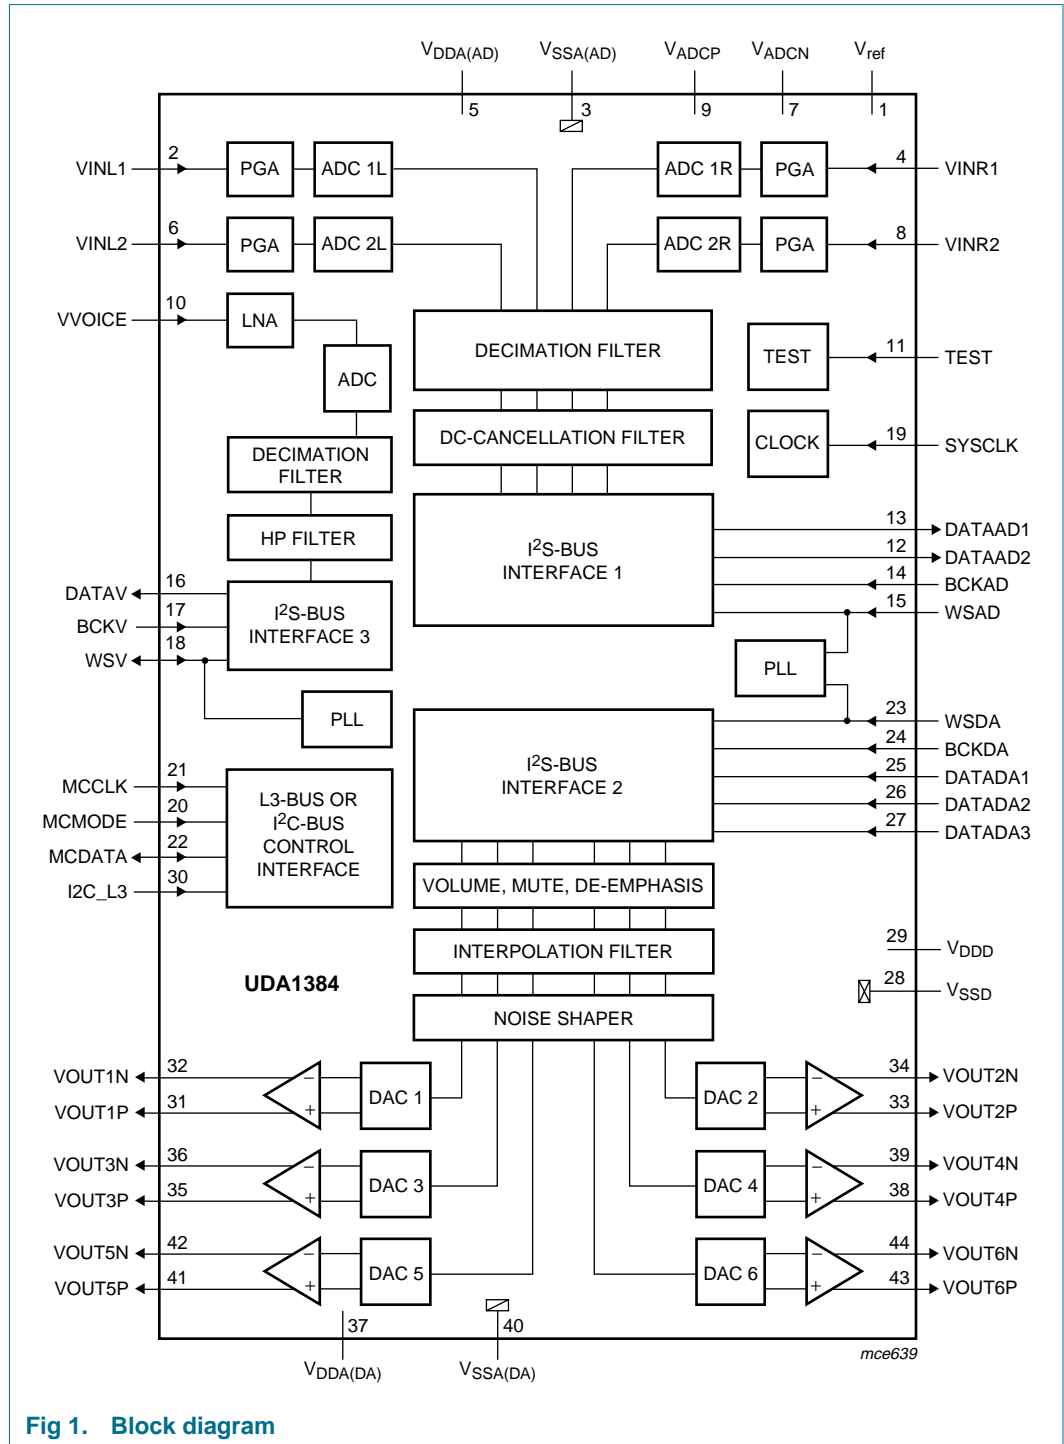 VDDA(AD) VSSA(AD) VADCP VADCN Vref
5 3 9 7 1
VINL1 2 PGA ADC 1L ADC 1R PGA 4 VINR1
VINL2 6 PGA ADC 2L ADC 2R PGA 8 VINR2
VVOICE 10 LNA
DECIMATION FILTER
TEST 11 TEST
ADC
DC-CANCELLATION FILTER
CLOCK 19 SYSCLK
DECIMATION
FILTER
HP FILTER
I2S-BUS
INTERFACE 1
13 DATAAD1
12 DATAAD2
14 BCKAD
15 WSAD
DATAV 16
BCKV 17
WSV 18
I2S-BUS
INTERFACE 3
PLL
PLL
I2S-BUS
INTERFACE 2
23 WSDA
24 BCKDA
25 DATADA1
26 DATADA2
27 DATADA3
MCCLK 21
MCMODE 20
MCDATA 22
I2C_L3 30
L3-BUS OR
I2C-BUS
CONTROL
INTERFACE
VOLUME, MUTE, DE-EMPHASIS
INTERPOLATION FILTER
29 VDDD
UDA1384
28 VSSD
NOISE SHAPER
VOUT1N 32 − DAC 1 DAC 2 − 34 VOUT2N
VOUT1P 31 + + 33 VOUT2P
VOUT3N 36 − DAC 3 DAC 4 − 39 VOUT4N
VOUT3P 35 + + 38 VOUT4P
VOUT5N 42 − DAC 5 DAC 6 − 44 VOUT6N
VOUT5P 41 + + 43 VOUT6P
37 40
VDDA(DA) VSSA(DA)
mce639
Fig 1. Block diagram